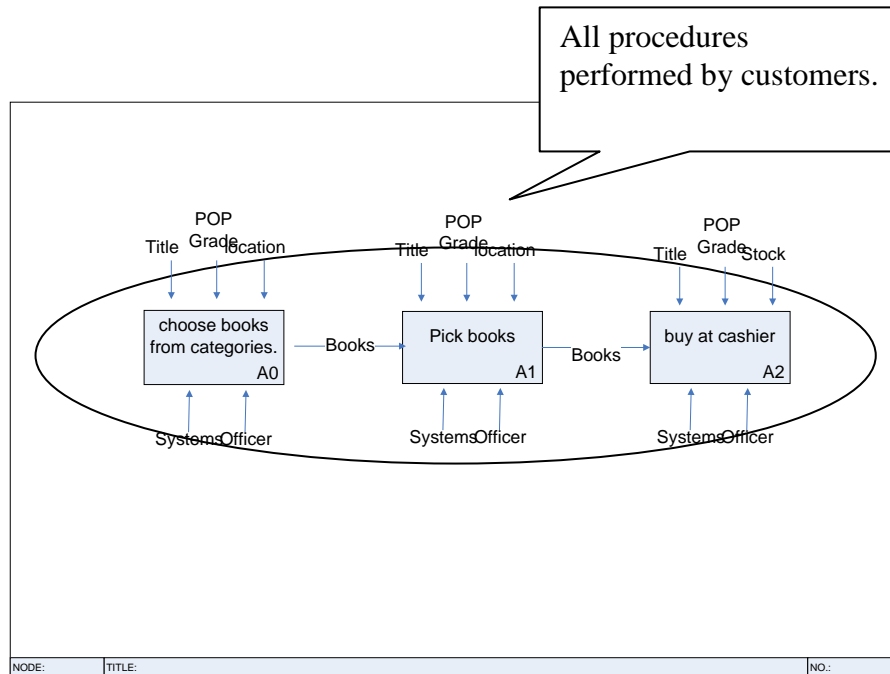 All procedures
performed by customers.
POP
Grade
Title
location
POP
Grade
Title
location
POP
Grade
Title
Stock
choose books
from categories.
A0
Books
Pick books
A1
Books
buy at cashier
A2
Systems
Officer
Systems
Officer
Systems
Officer
NODE:
TITLE:
NO.: